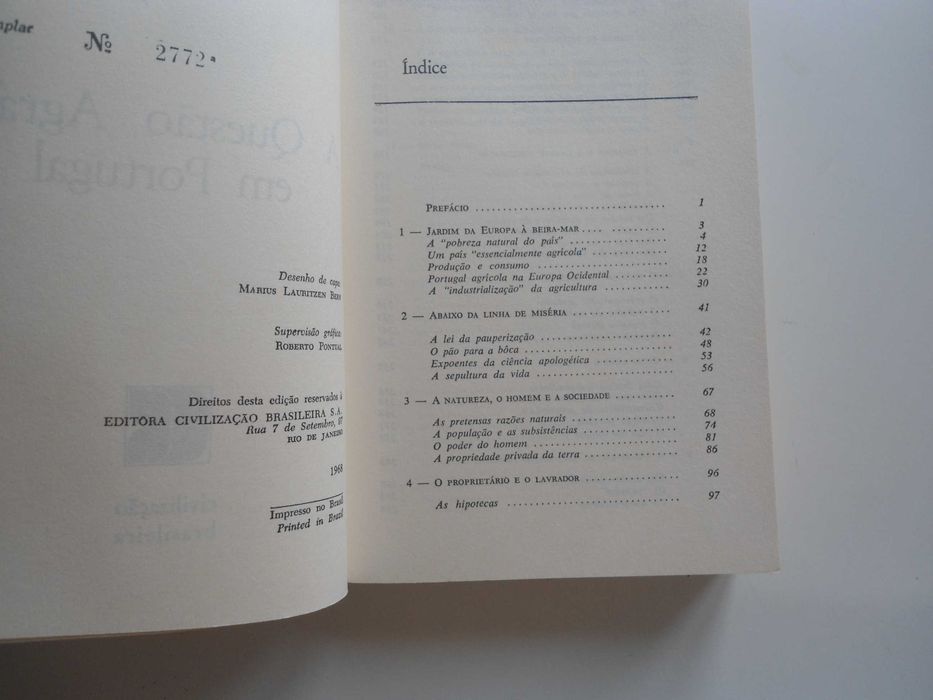 Nº 2772
Desenho de capa
MARIUS LAURITZEN BERN
Supervisão gráfica
ROBERTO PONTUAL
Direitos desta edição reservados à
EDITORA CIVILIZAÇÃO BRASILEIRA S.A.
Rua 7 de Setembro, 97
RIO DE JANEIRO
1968
Impresso no Brasil
Printed in Brazil
Índice
PREFÁCIO 1
1 — JARDIM DA EUROPA À BEIRA-MAR 3
A "pobreza natural do país" 4
Um país "essencialmente agrícola" 12
Produção e consumo 18
Portugal agrícola na Europa Ocidental 22
A "industrialização" da agricultura 30
2 — ABAIXO DA LINHA DE MISÉRIA 41
A lei da pauperização 42
O pão para a bôca 48
Expoentes da ciência apologética 53
A sepultura da vida 56
3 — A NATUREZA, O HOMEM E A SOCIEDADE 67
As pretensas razões naturais 68
A população e as subsistências 74
O poder do homem 81
A propriedade privada da terra 86
4 — O PROPRIETÁRIO E O LAVRADOR 96
As hipotecas 97